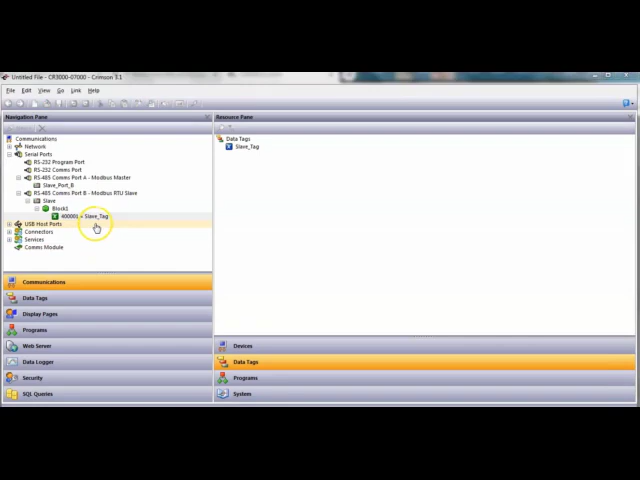 Untitled File - CR3000-07000 - Crimson 3.1
File Edit View Go Link Help
Navigation Pane
Communications
Network
Serial Ports
RS-232 Program Port
RS-232 Comms Port
RS-485 Comms Port A - Modbus Master
Slave_Port_B
RS-485 Comms Port B - Modbus RTU Slave
Slave
Block1
400001 = Slave_Tag
USB Host Ports
Connectors
Services
Comms Module
Communications
Data Tags
Display Pages
Programs
Web Server
Data Logger
Security
SQL Queries
Resource Pane
Data Tags
Slave_Tag
Devices
Data Tags
Programs
System